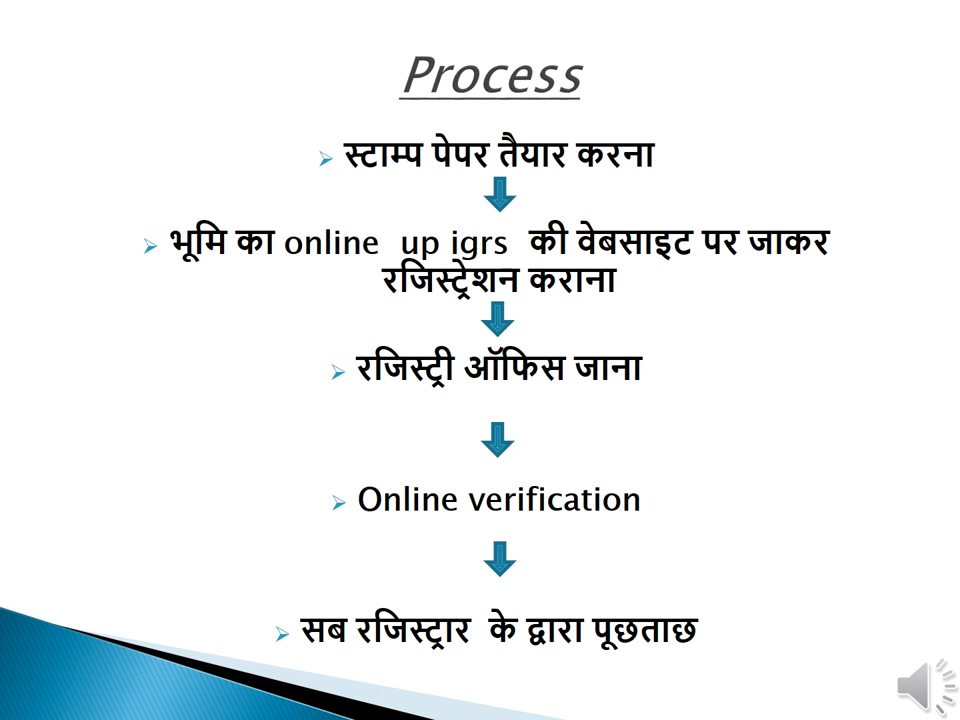 Process
स्टाम्प पेपर तैयार करना
भूमि का online up igrs की वेबसाइट पर जाकर
रजिस्ट्रेशन कराना
रजिस्ट्री ऑफिस जाना
Online verification
सब रजिस्ट्रार के द्वारा पूछताछ